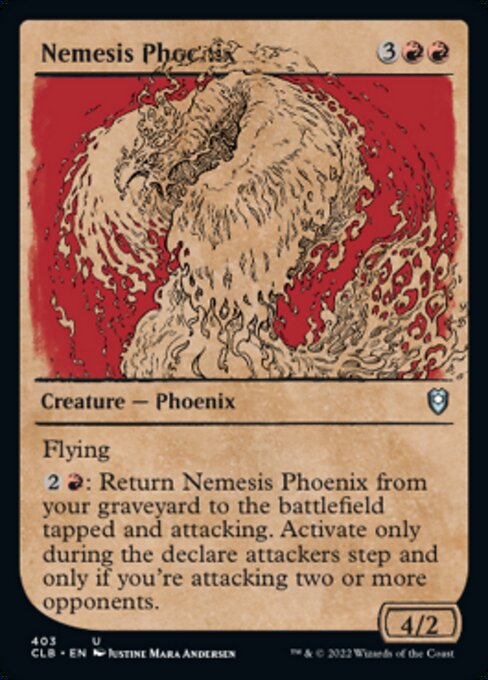 Nemesis Phoenix 3
Creature — Phoenix
Flying
2 : Return Nemesis Phoenix from
your graveyard to the battlefield
tapped and attacking. Activate only
during the declare attackers step and
only if you're attacking two or more
opponents.
4/2
403 U
CLB • EN Justine Mara Andersen ™ & © 2022 Wizards of the Coast